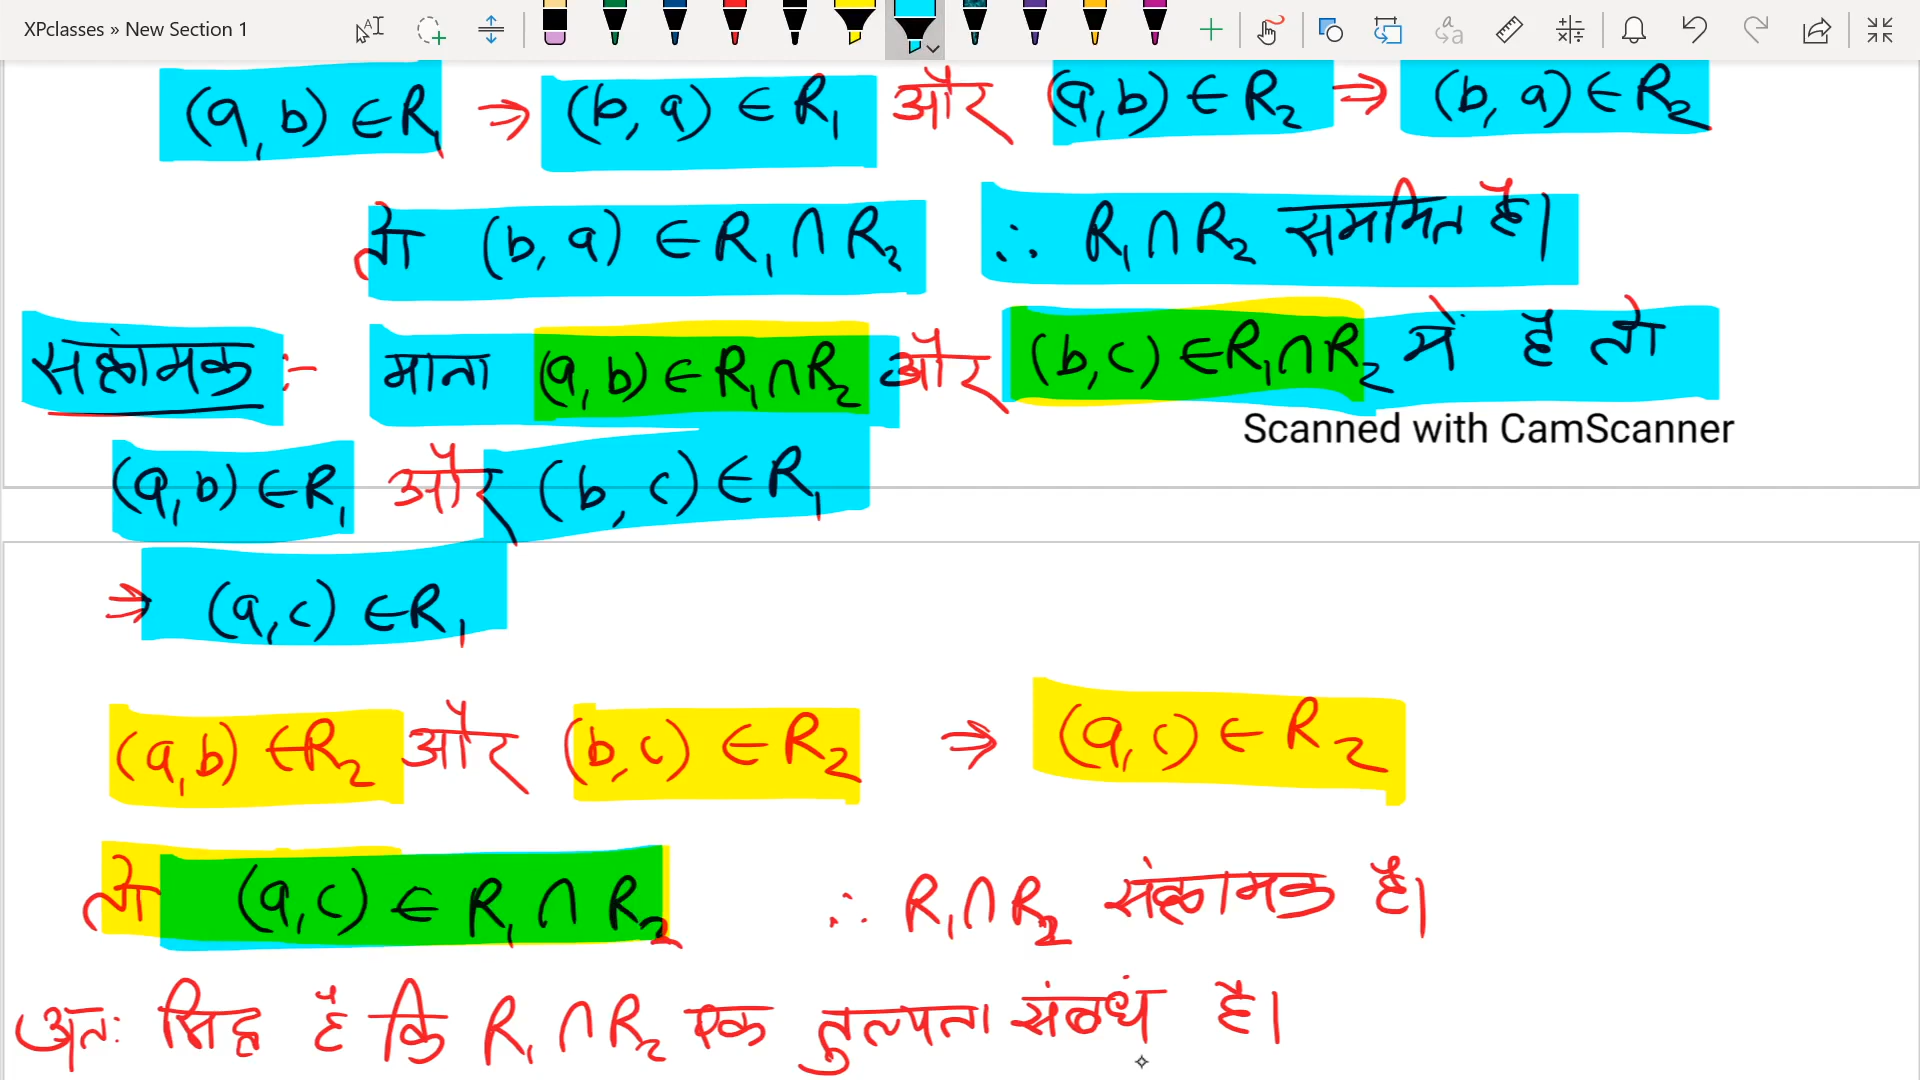 XPclasses » New Section 1
(a, b) ∈ R₁ ⇒ (b, a) ∈ R₁ और (a, b) ∈ R₂ ⇒ (b, a) ∈ R₂
तो (b, a) ∈ R₁ ∩ R₂ ∴ R₁ ∩ R₂ सममित है।
संक्रामक :- माना (a, b) ∈ R₁ ∩ R₂ और (b, c) ∈ R₁ ∩ R₂ में है तो
Scanned with CamScanner
(a, b) ∈ R₁ और (b, c) ∈ R₁
⇒ (a, c) ∈ R₁
(a, b) ∈ R₂ और (b, c) ∈ R₂ ⇒ (a, c) ∈ R₂
तो (a, c) ∈ R₁ ∩ R₂ ∴ R₁ ∩ R₂ संक्रामक है।
अतः सिद्ध है कि R₁ ∩ R₂ एक तुल्यता संबंध है।